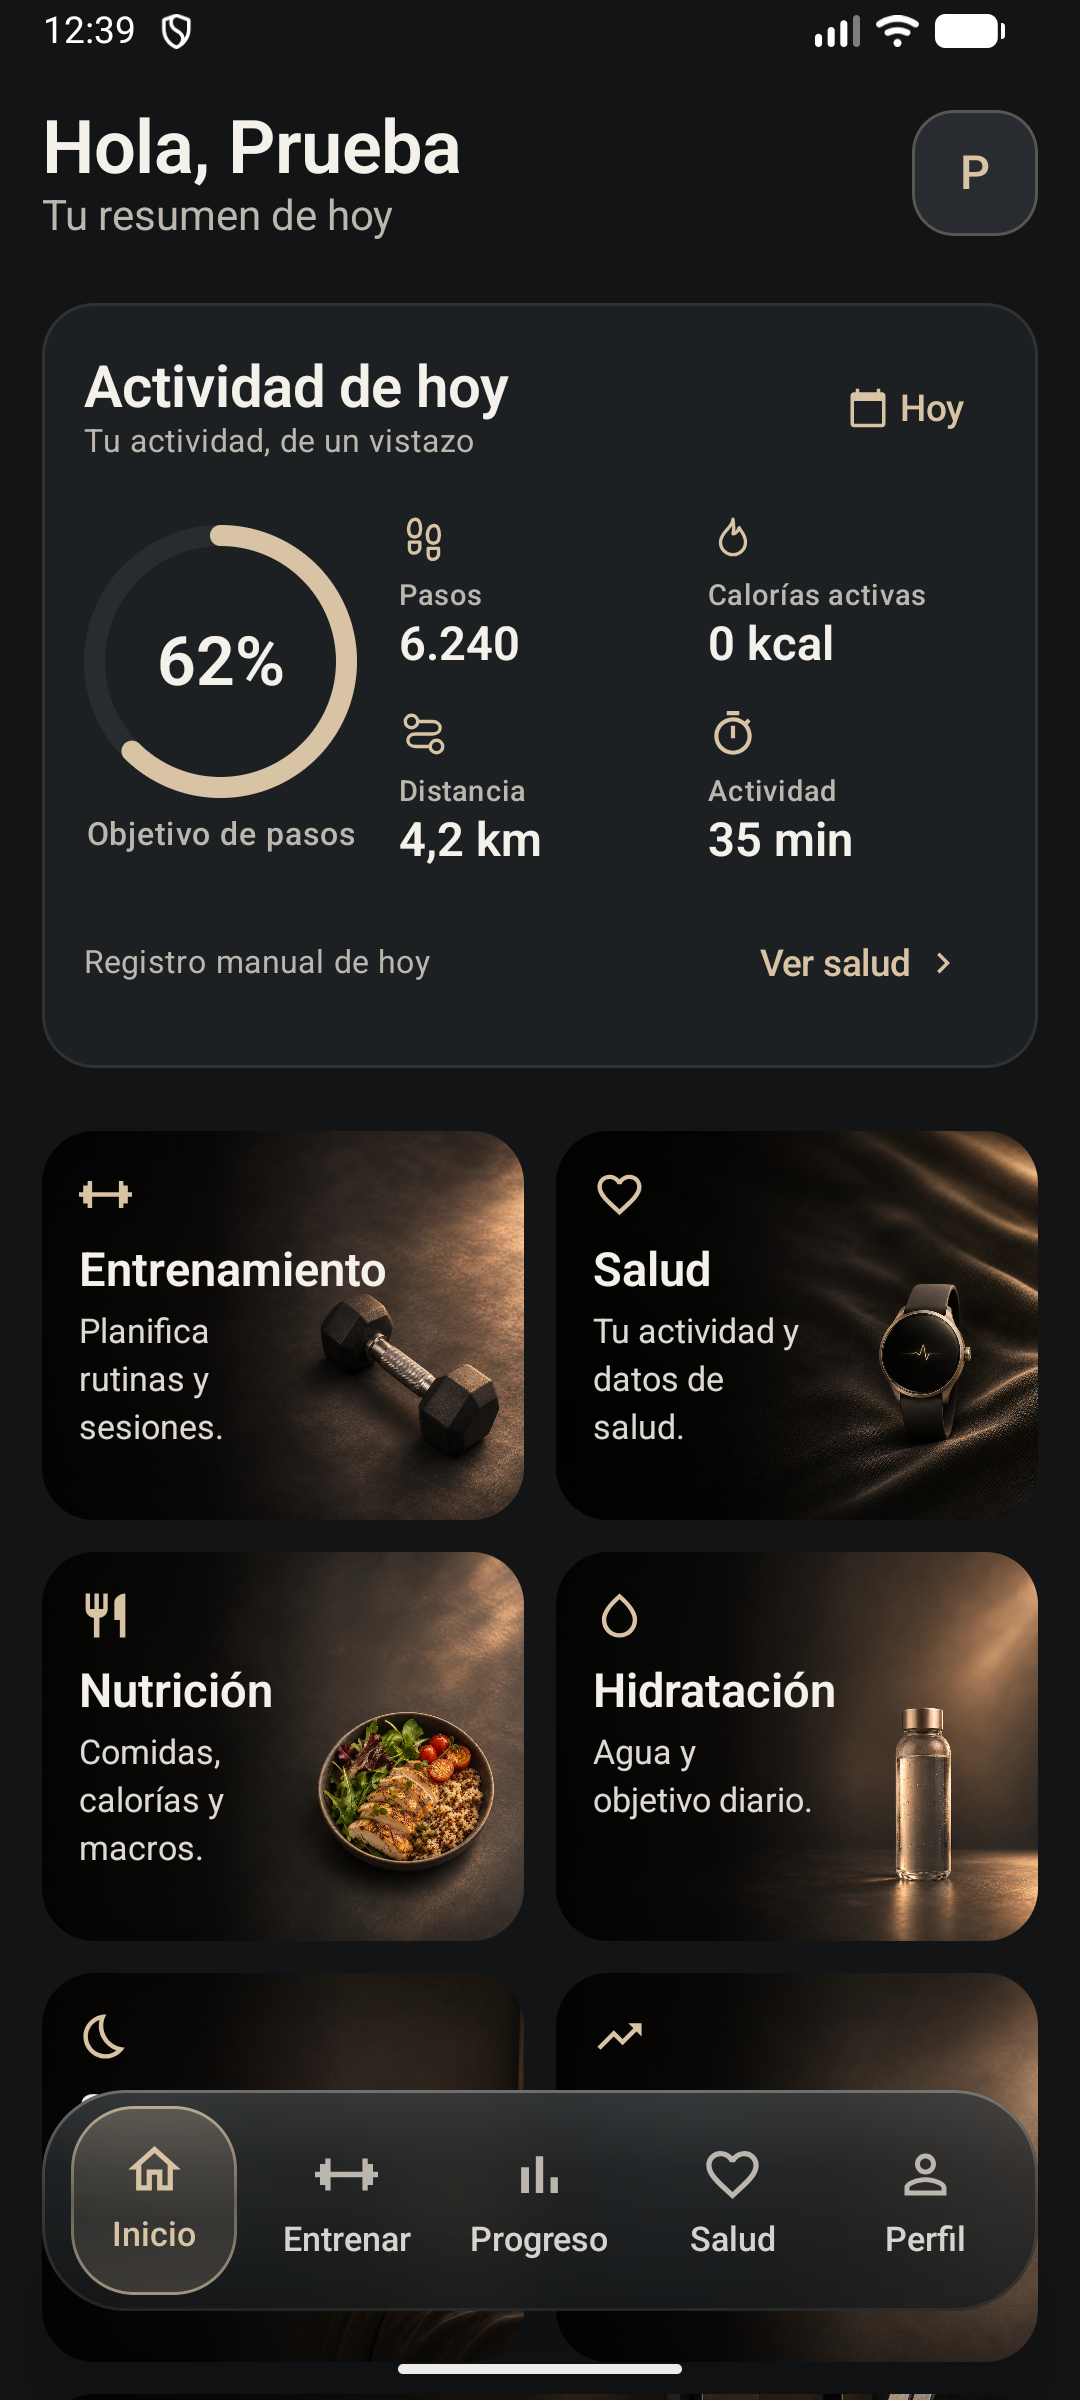 12:39
Hola, Prueba
P
Tu resumen de hoy
Actividad de hoy
Hoy
Tu actividad, de un vistazo
62%
Objetivo de pasos
Pasos
6.240
Calorías activas
0 kcal
Distancia
4,2 km
Actividad
35 min
Registro manual de hoy
Ver salud
Entrenamiento
Planifica
rutinas y
sesiones.
Salud
Tu actividad y
datos de
salud.
Nutrición
Comidas,
calorías y
macros.
Hidratación
Agua y
objetivo diario.
Inicio
Entrenar
Progreso
Salud
Perfil